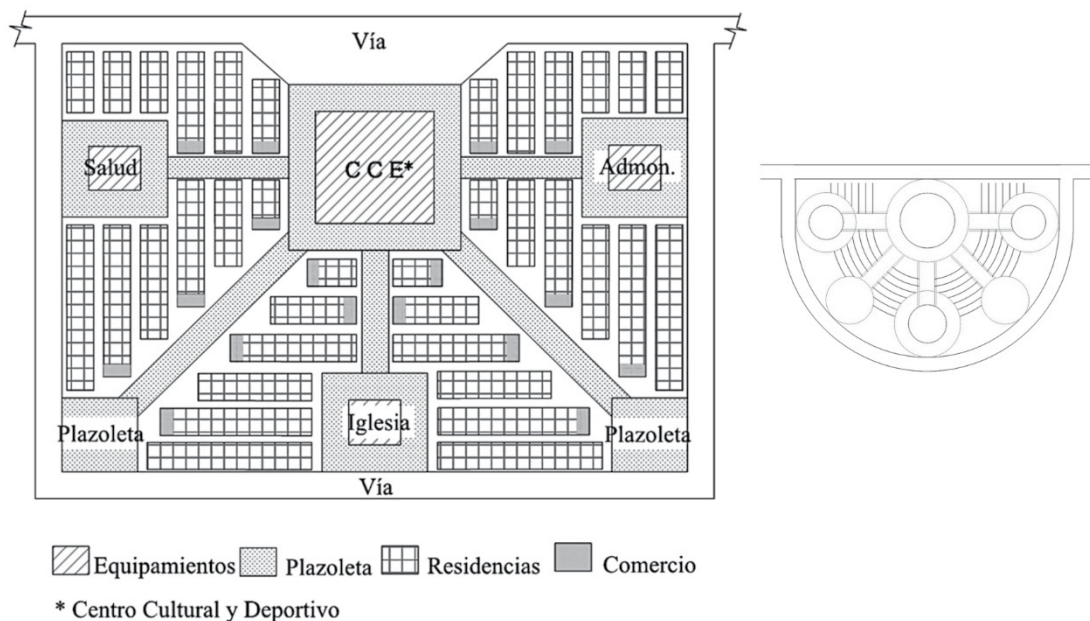 Vía
Salud
C C E*
Admon.
Plazoleta
Iglesia
Plazoleta
Vía
Equipamientos
Plazoleta
Residencias
Comercio
* Centro Cultural y Deportivo